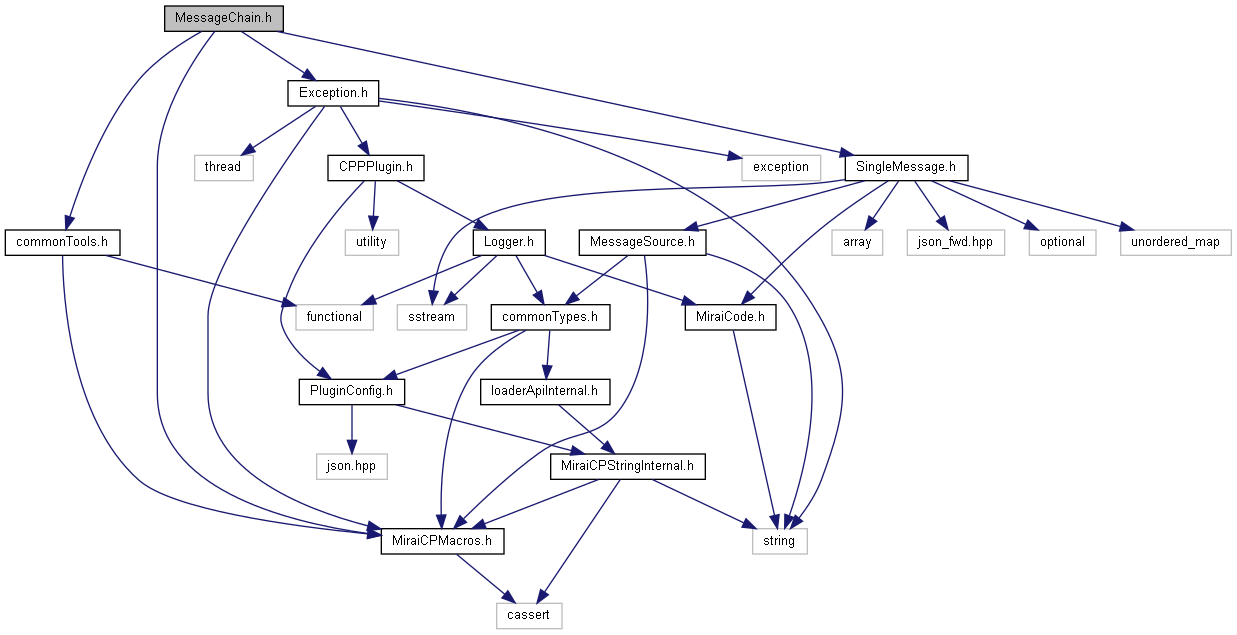 MessageChain.h
Exception.h
thread
CPPPlugin.h
exception
SingleMessage.h
commonTools.h
utility
Logger.h
MessageSource.h
array
json_fwd.hpp
optional
unordered_map
functional
sstream
commonTypes.h
MiraiCode.h
PluginConfig.h
loaderApiInternal.h
json.hpp
MiraiCPStringInternal.h
MiraiCPMacros.h
string
cassert